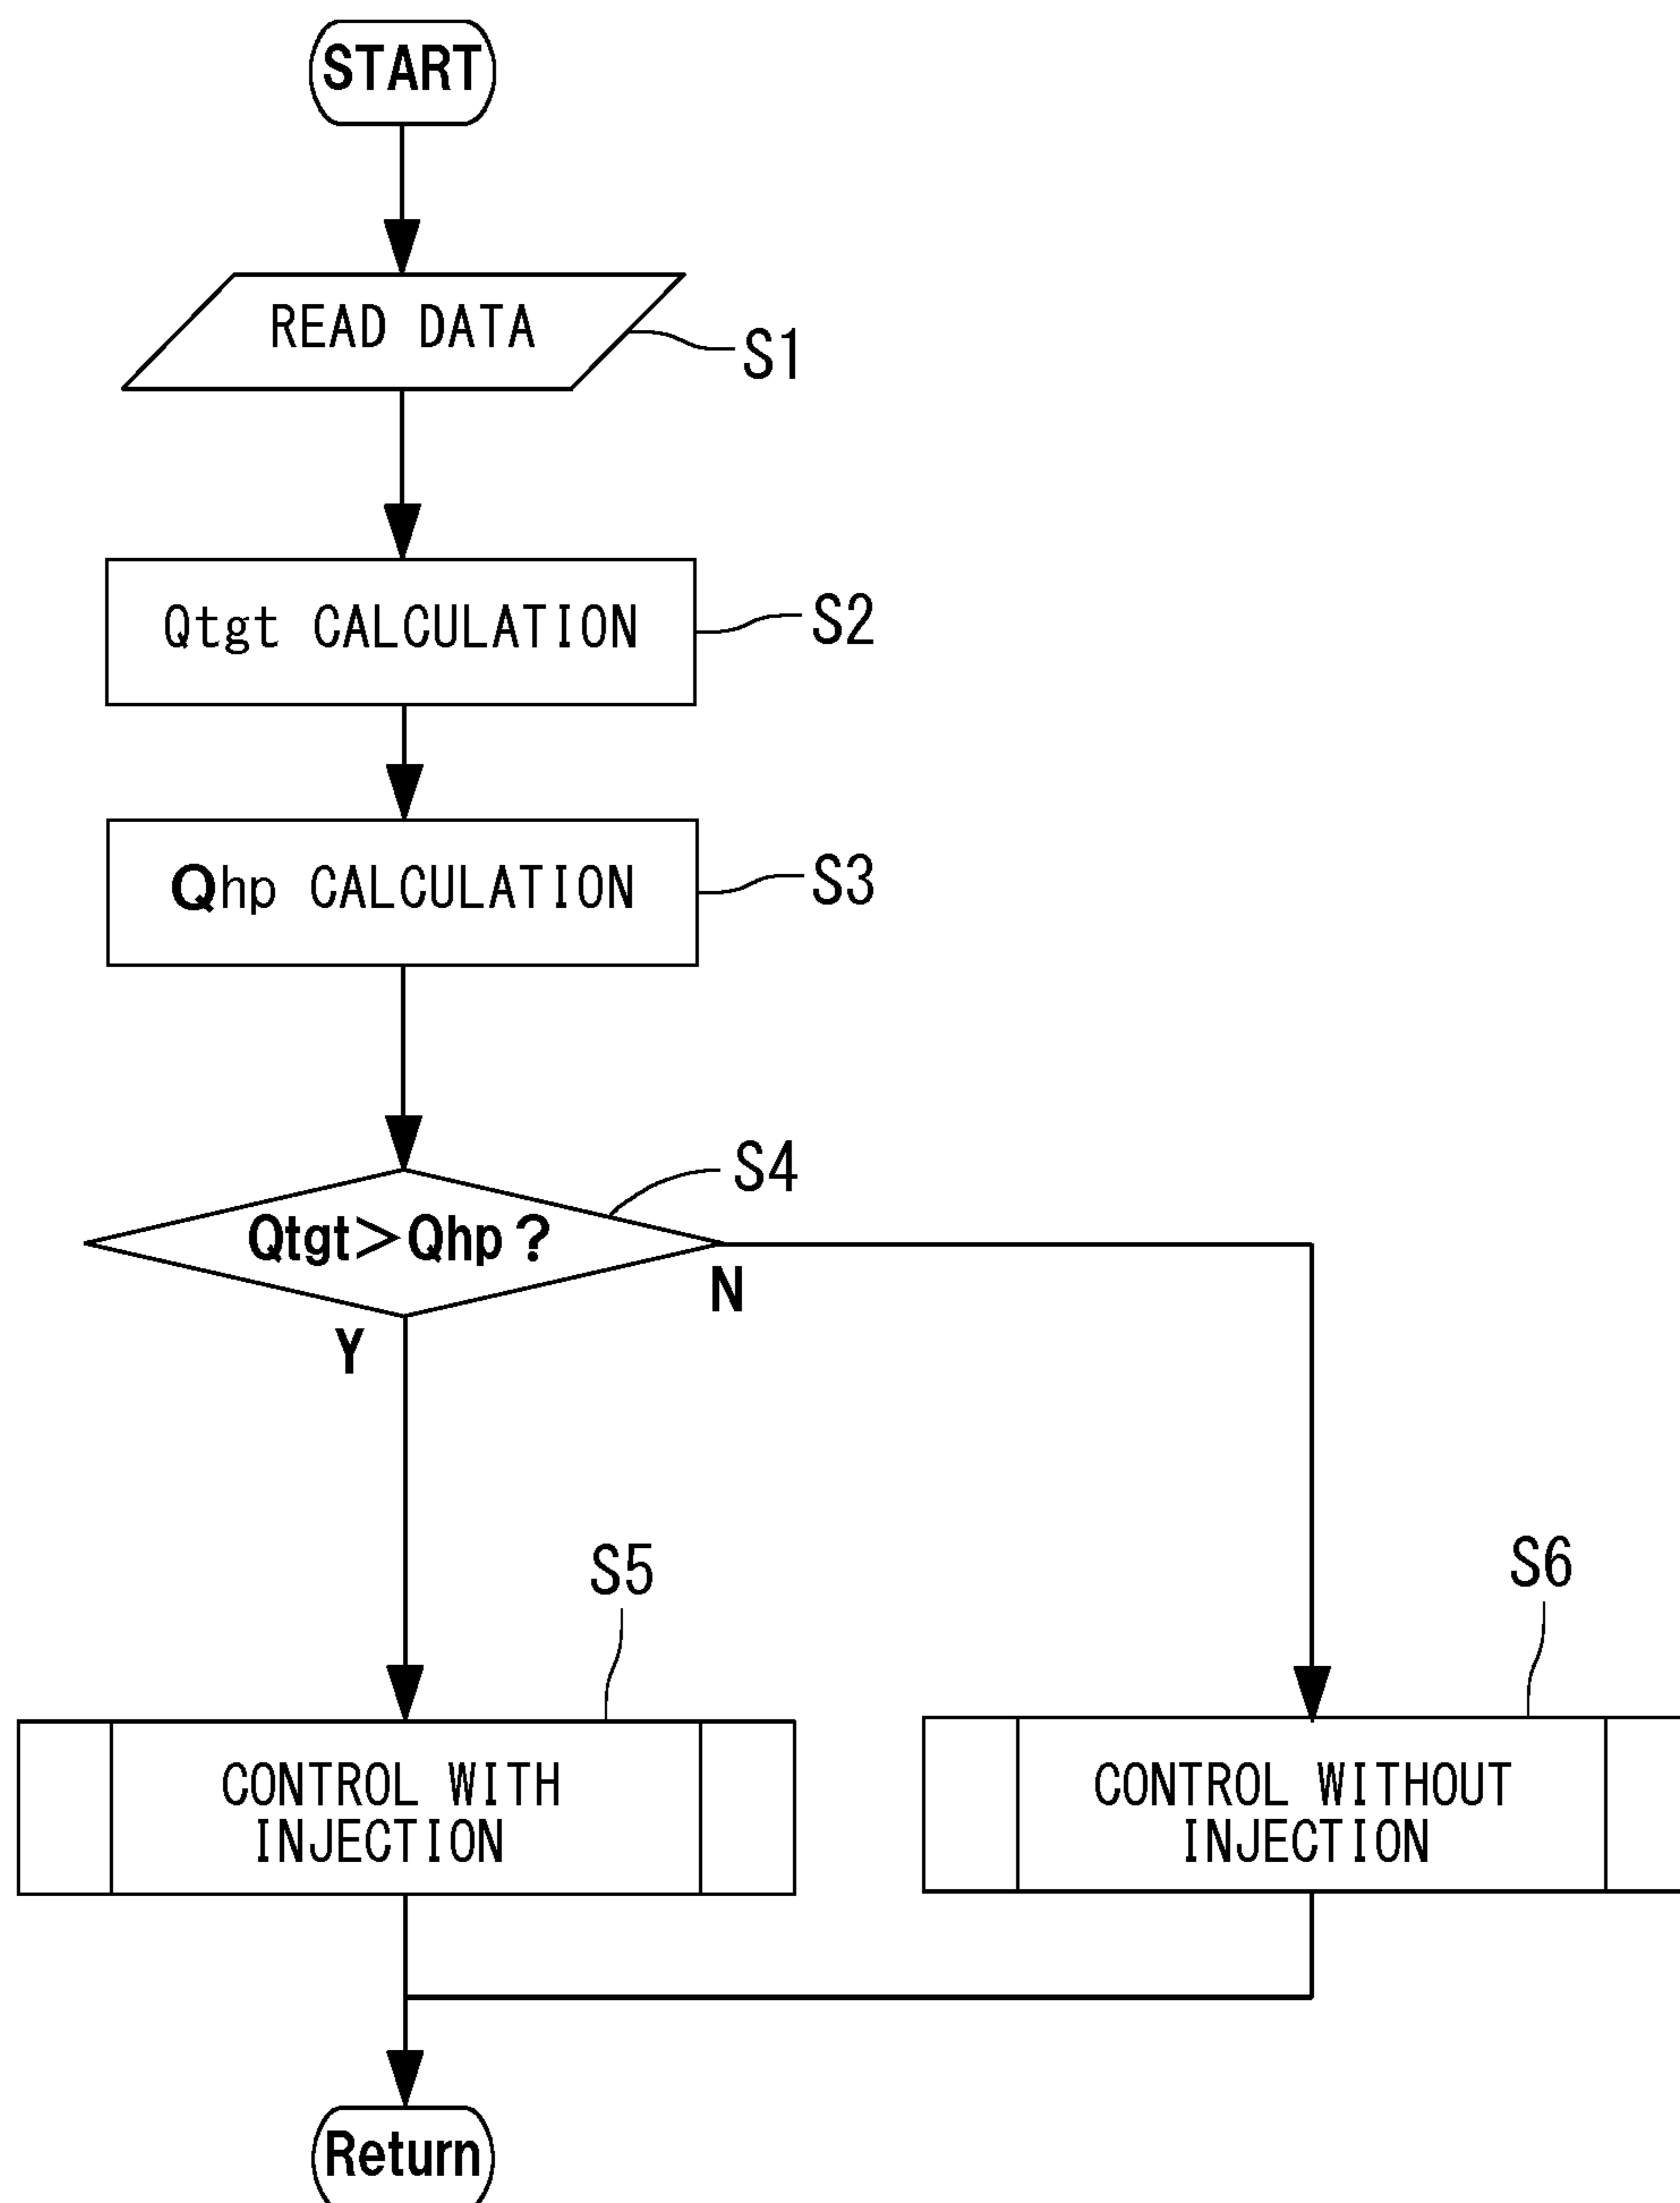 START
READ DATA
S1
Qtgt CALCULATION
S2
Qhp CALCULATION
S3
S4
Qtgt>Qhp?
N
Y
S5
S6
CONTROL WITH
INJECTION
CONTROL WITHOUT
INJECTION
Return